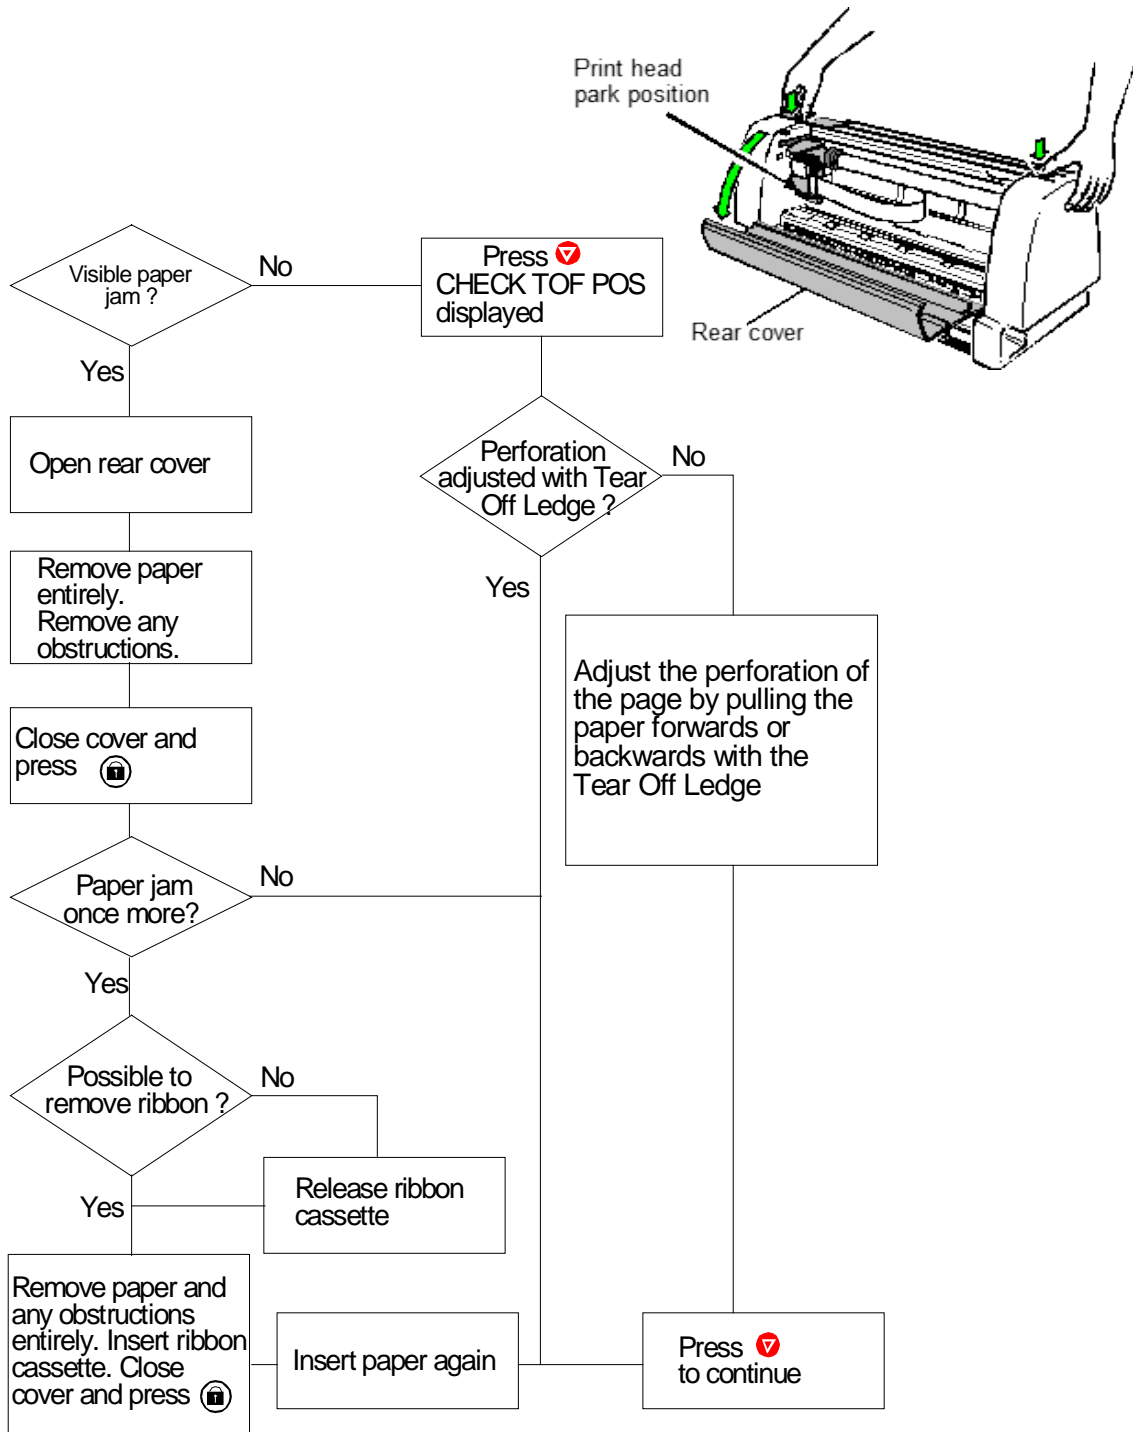 Print head
park position
Rear cover
Visible paper
jam ?
No
Press
CHECK TOF POS
displayed
Yes
Open rear cover
Perforation
adjusted with Tear
Off Ledge ?
No
Yes
Remove paper
entirely.
Remove any
obstructions.
Adjust the perforation of
the page by pulling the
paper forwards or
backwards with the
Tear Off Ledge
Close cover and
press
Paper jam
once more?
No
Yes
Possible to
remove ribbon ?
No
Yes
Release ribbon
cassette
Remove paper and
any obstructions
entirely. Insert ribbon
cassette. Close
cover and press
Insert paper again
Press
to continue